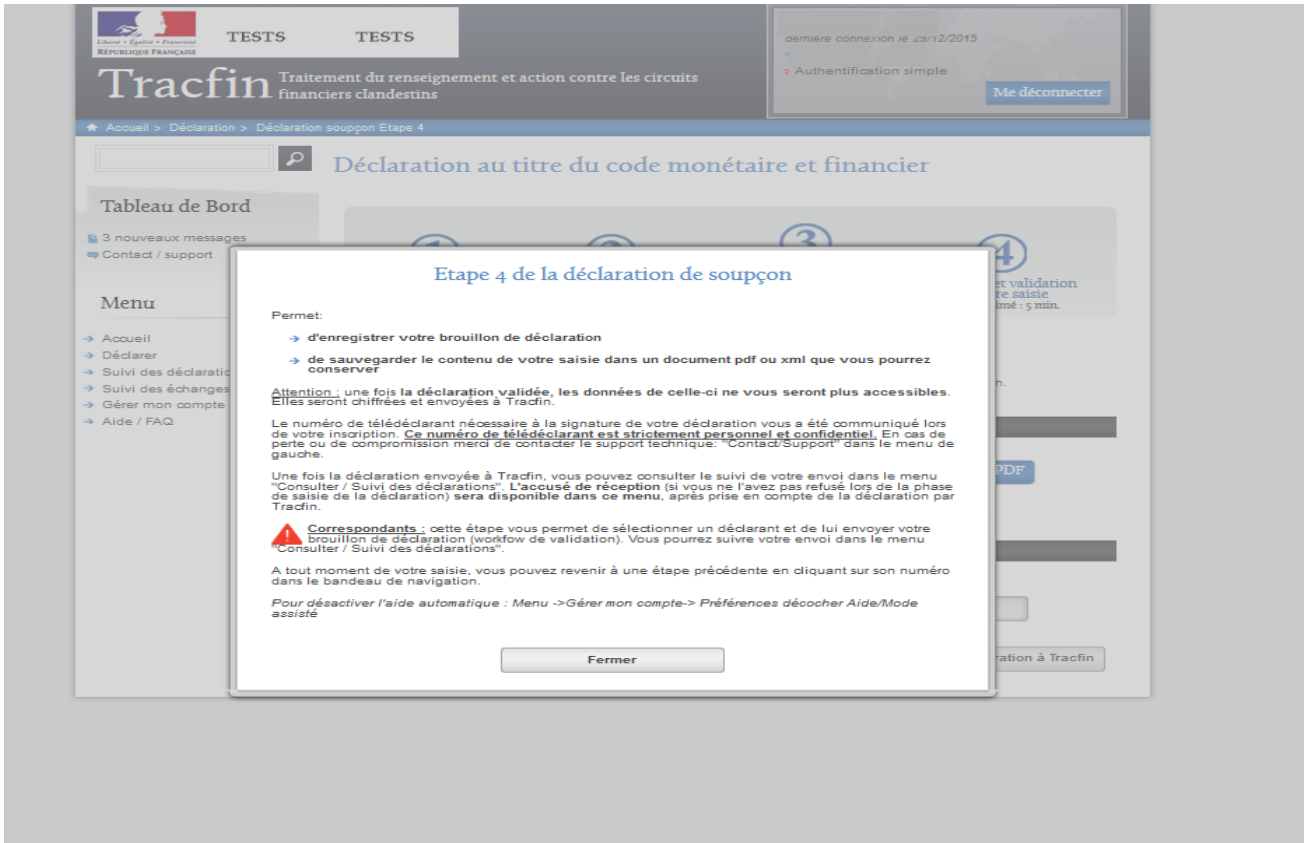 Liberté • Égalité • Fraternité
RÉPUBLIQUE FRANÇAISE
TESTS TESTS
Tracfin
Traitement du renseignement et action contre les circuits
financiers clandestins
dernière connexion le 29/12/2015
Authentification simple
Me déconnecter
Accueil > Déclaration > Déclaration soupçon Etape 4
Déclaration au titre du code monétaire et financier
Tableau de Bord
3 nouveaux messages
Contact / support
Menu
Accueil
Déclarer
Suivi des déclaratio
Suivi des échanges
Gérer mon compte
Aide / FAQ
3
4
et validation
re saisie
imé : 5 min.
n.
PDF
ration à Tracfin
Etape 4 de la déclaration de soupçon
Permet:
d'enregistrer votre brouillon de déclaration
de sauvegarder le contenu de votre saisie dans un document pdf ou xml que vous pourrez
conserver
Attention : une fois la déclaration validée, les données de celle-ci ne vous seront plus accessibles.
Elles seront chiffrées et envoyées à Tracfin.
Le numéro de télédéclarant nécessaire à la signature de votre déclaration vous a été communiqué lors
de votre inscription. Ce numéro de télédéclarant est strictement personnel et confidentiel. En cas de
perte ou de compromission merci de contacter le support technique: "Contact/Support" dans le menu de
gauche.
Une fois la déclaration envoyée à Tracfin, vous pouvez consulter le suivi de votre envoi dans le menu
"Consulter / Suivi des déclarations". L'accusé de réception (si vous ne l'avez pas refusé lors de la phase
de saisie de la déclaration) sera disponible dans ce menu, après prise en compte de la déclaration par
Tracfin.
Correspondants : cette étape vous permet de sélectionner un déclarant et de lui envoyer votre
brouillon de déclaration (workfow de validation). Vous pourrez suivre votre envoi dans le menu
"Consulter / Suivi des déclarations".
A tout moment de votre saisie, vous pouvez revenir à une étape précédente en cliquant sur son numéro
dans le bandeau de navigation.
Pour désactiver l'aide automatique : Menu ->Gérer mon compte-> Préférences décocher Aide/Mode
assisté
Fermer